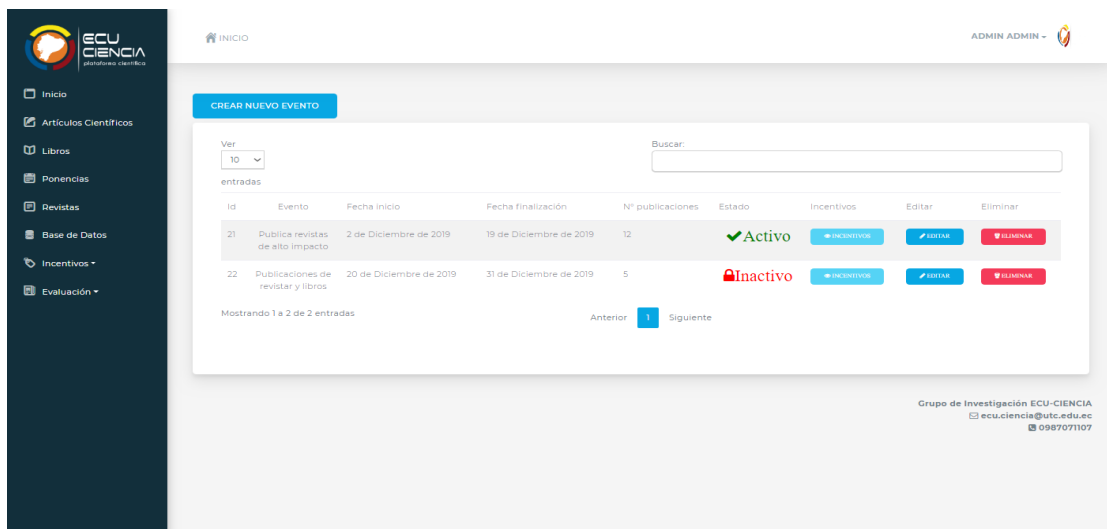 ECU
CIENCIA
plataforma científica
INICIO
ADMIN ADMIN
Inicio
Artículos Científicos
Libros
Ponencias
Revistas
Base de Datos
Incentivos
Evaluación
CREAR NUEVO EVENTO
Ver
10
entradas
Buscar:
Id Evento Fecha inicio Fecha finalización N° publicaciones Estado Incentivos Editar Eliminar
21 Publica revistas 2 de Diciembre de 2019 19 de Diciembre de 2019 12 Activo INCENTIVOS EDITAR ELIMINAR
de alto impacto
22 Publicaciones de 20 de Diciembre de 2019 31 de Diciembre de 2019 5 Inactivo INCENTIVOS EDITAR ELIMINAR
revistar y libros
Mostrando 1 a 2 de 2 entradas
Anterior 1 Siguiente
Grupo de Investigación ECU-CIENCIA
ecu.ciencia@utc.edu.ec
0987071107